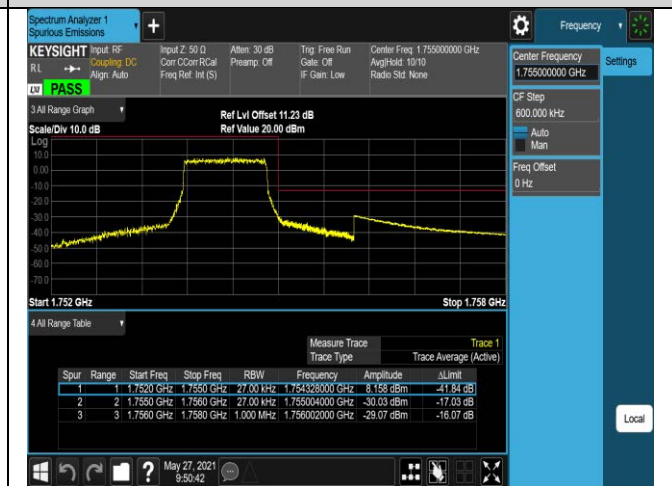 Spectrum Analyzer 1
Spurious Emissions
+
Frequency
KEYSIGHT Input: RF Input Z: 50 Ω Atten: 30 dB Trig: Free Run Center Freq: 1.755000000 GHz
RL Coupling: DC Corr CCorr RCal Preamp: Off Gate: Off Avg|Hold: 10/10
Align: Auto Freq Ref: Int (S) IF Gain: Low Radio Std: None
PASS
Center Frequency
1.755000000 GHz
Settings
CF Step
600.000 kHz
Auto
Man
Freq Offset
0 Hz
3 All Range Graph
Ref Lvl Offset 11.23 dB
Scale/Div 10.0 dB Ref Value 20.00 dBm
Log
10.0
0.00
-10.0
-20.0
-30.0
-40.0
-50.0
-60.0
-70.0
Start 1.752 GHz Stop 1.758 GHz
4 All Range Table
Measure Trace Trace 1
Trace Type Trace Average (Active)
Spur Range Start Freq Stop Freq RBW Frequency Amplitude ΔLimit
1 1 1.7520 GHz 1.7550 GHz 27.00 kHz 1.754328000 GHz 8.158 dBm -41.84 dB
2 2 1.7550 GHz 1.7560 GHz 27.00 kHz 1.755004000 GHz -30.03 dBm -17.03 dB
3 3 1.7560 GHz 1.7580 GHz 1.000 MHz 1.756002000 GHz -29.07 dBm -16.07 dB
Local
? May 27, 2021
9:50:42